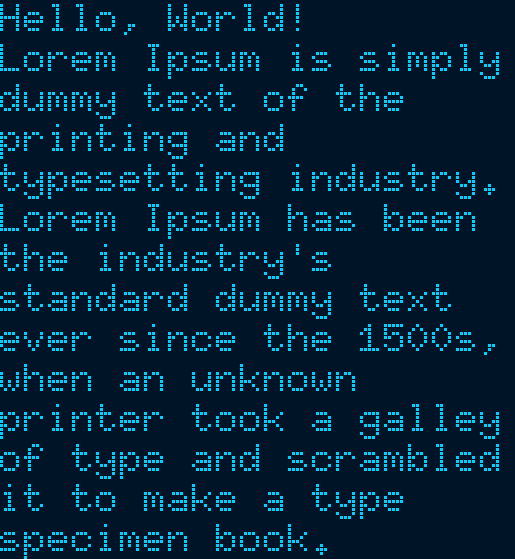 Hello, World!
Lorem Ipsum is simply
dummy text of the
printing and
typesetting industry.
Lorem Ipsum has been
the industry's
standard dummy text
ever since the 1500s,
when an unknown
printer took a galley
of type and scrambled
it to make a type
specimen book.